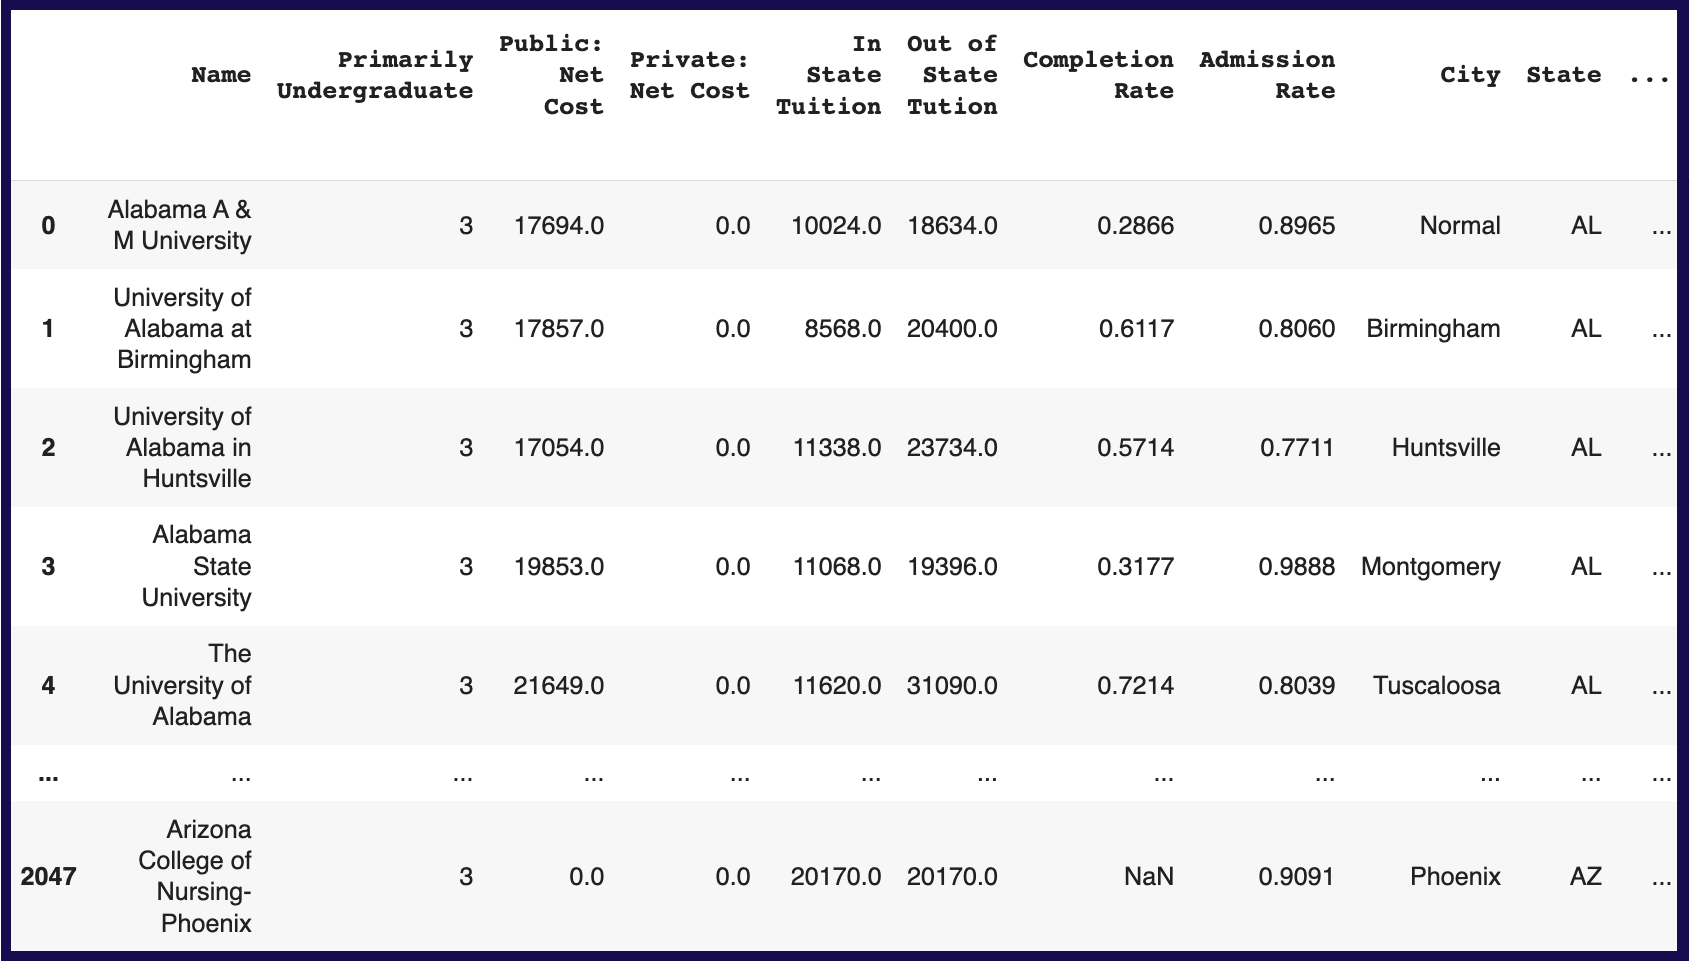 Name Primarily Undergraduate Public: Net Cost Private: Net Cost In State Tuition Out of State Tution Completion Rate Admission Rate City State ...
0 Alabama A & M University 3 17694.0 0.0 10024.0 18634.0 0.2866 0.8965 Normal AL ...
1 University of Alabama at Birmingham 3 17857.0 0.0 8568.0 20400.0 0.6117 0.8060 Birmingham AL ...
2 University of Alabama in Huntsville 3 17054.0 0.0 11338.0 23734.0 0.5714 0.7711 Huntsville AL ...
3 Alabama State University 3 19853.0 0.0 11068.0 19396.0 0.3177 0.9888 Montgomery AL ...
4 The University of Alabama 3 21649.0 0.0 11620.0 31090.0 0.7214 0.8039 Tuscaloosa AL ...
... ... ... ... ... ... ... ... ... ... ... ...
2047 Arizona College of Nursing-Phoenix 3 0.0 0.0 20170.0 20170.0 NaN 0.9091 Phoenix AZ ...